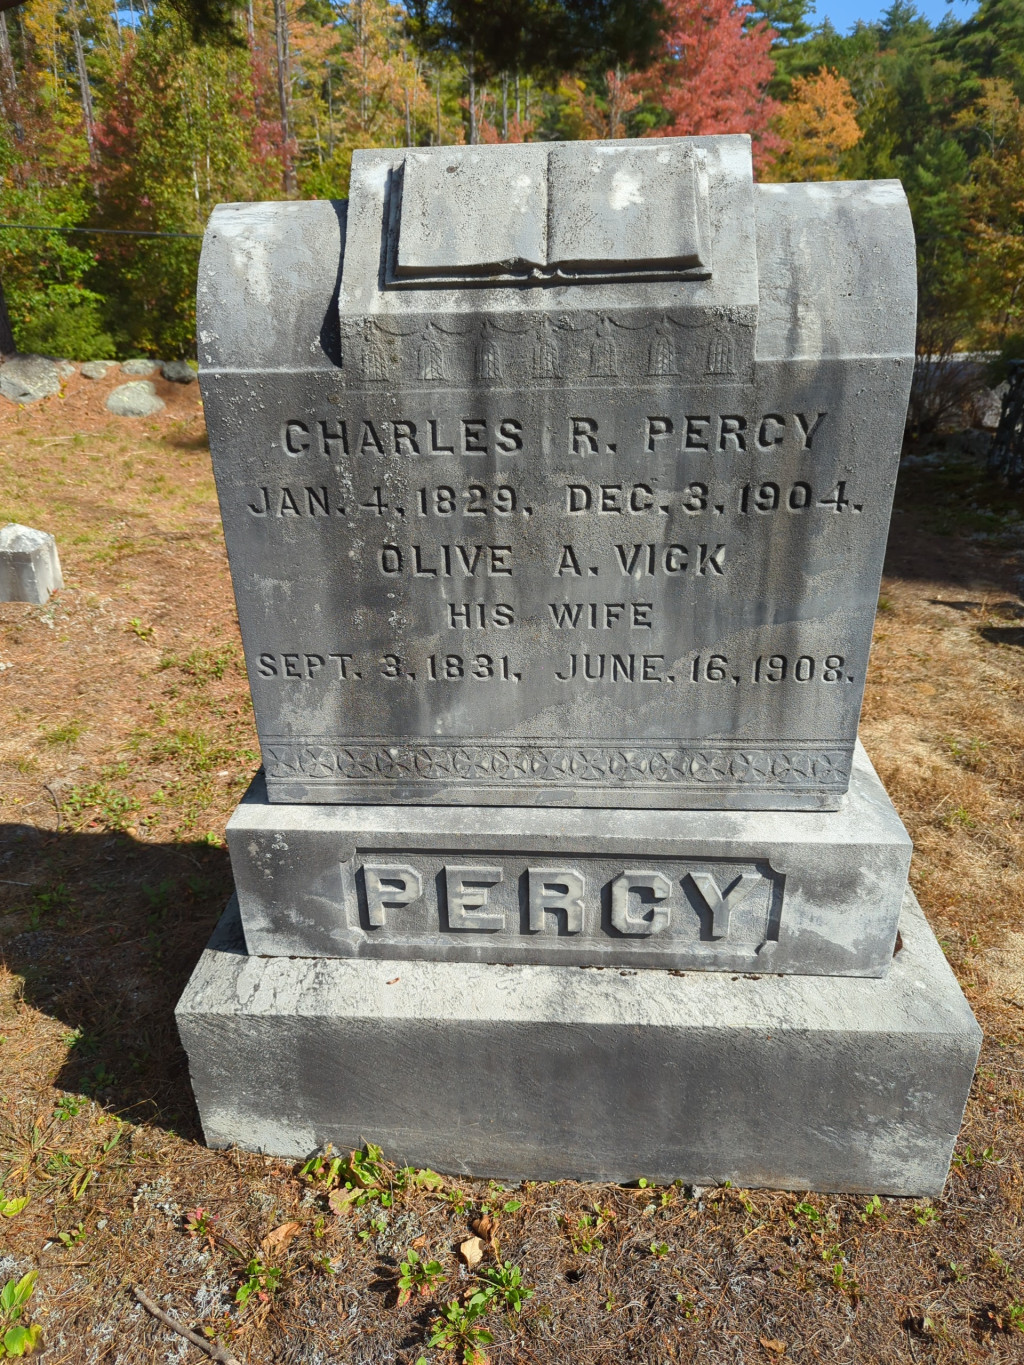 CHARLES R. PERCY
JAN. 4, 1829, DEC. 3, 1904.
OLIVE A. VICK
HIS WIFE
SEPT. 3, 1831, JUNE. 16, 1908.
PERCY